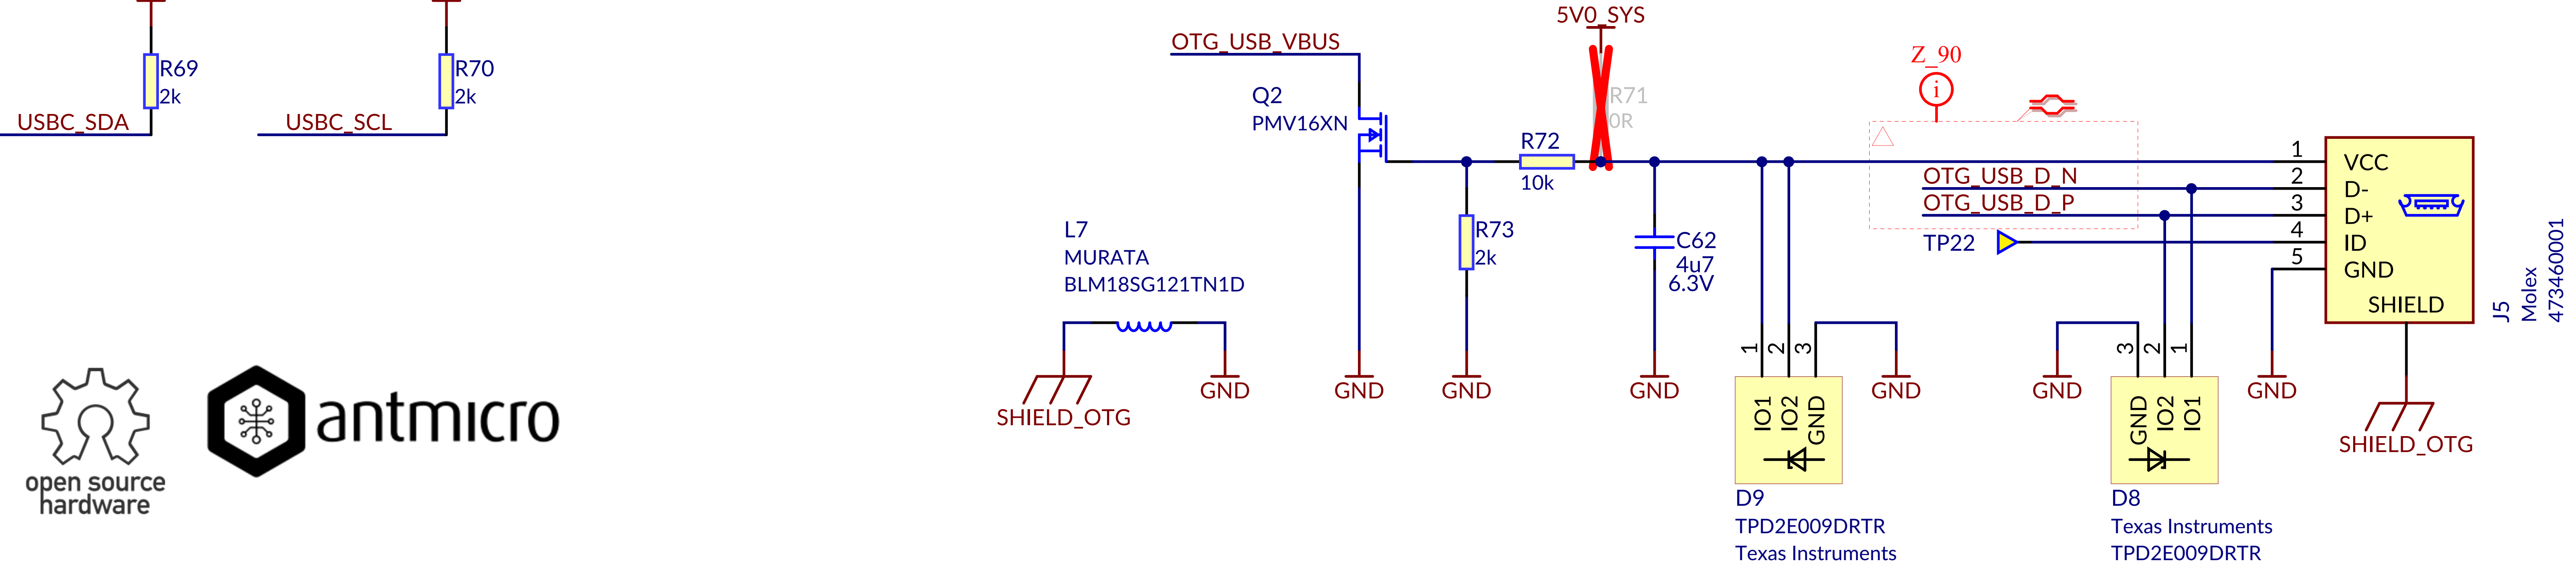 R69
2k
USBC_SDA
R70
2k
USBC_SCL
OTG_USB_VBUS
Q2
PMV16XN
5V0_SYS
R71
0R
R72
10k
R73
2k
C62
4u7
6.3V
L7
MURATA
BLM18SG121TN1D
SHIELD_OTG
GND
GND
GND
GND
GND
GND
GND
Z_90
i
OTG_USB_D_N
OTG_USB_D_P
TP22
1
2
3
4
5
VCC
D-
D+
ID
GND
SHIELD
J5
Molex
473460001
SHIELD_OTG
1
2
3
IO1
IO2
GND
D9
TPD2E009DRTR
Texas Instruments
3
2
1
GND
IO2
IO1
D8
Texas Instruments
TPD2E009DRTR
open source
hardware
antmicro